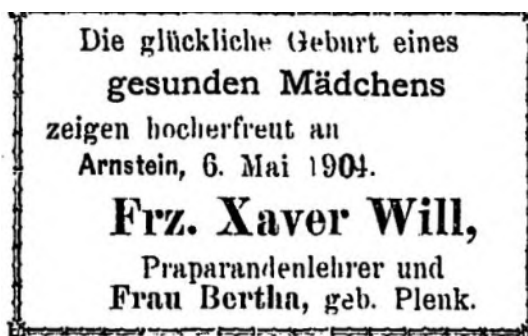 Die glückliche Geburt eines
gesunden Mädchens
zeigen hocherfreut an
Arnstein, 6. Mai 1904.
Frz. Xaver Will,
Praparandenlehrer und
Frau Bertha, geb. Plenk.